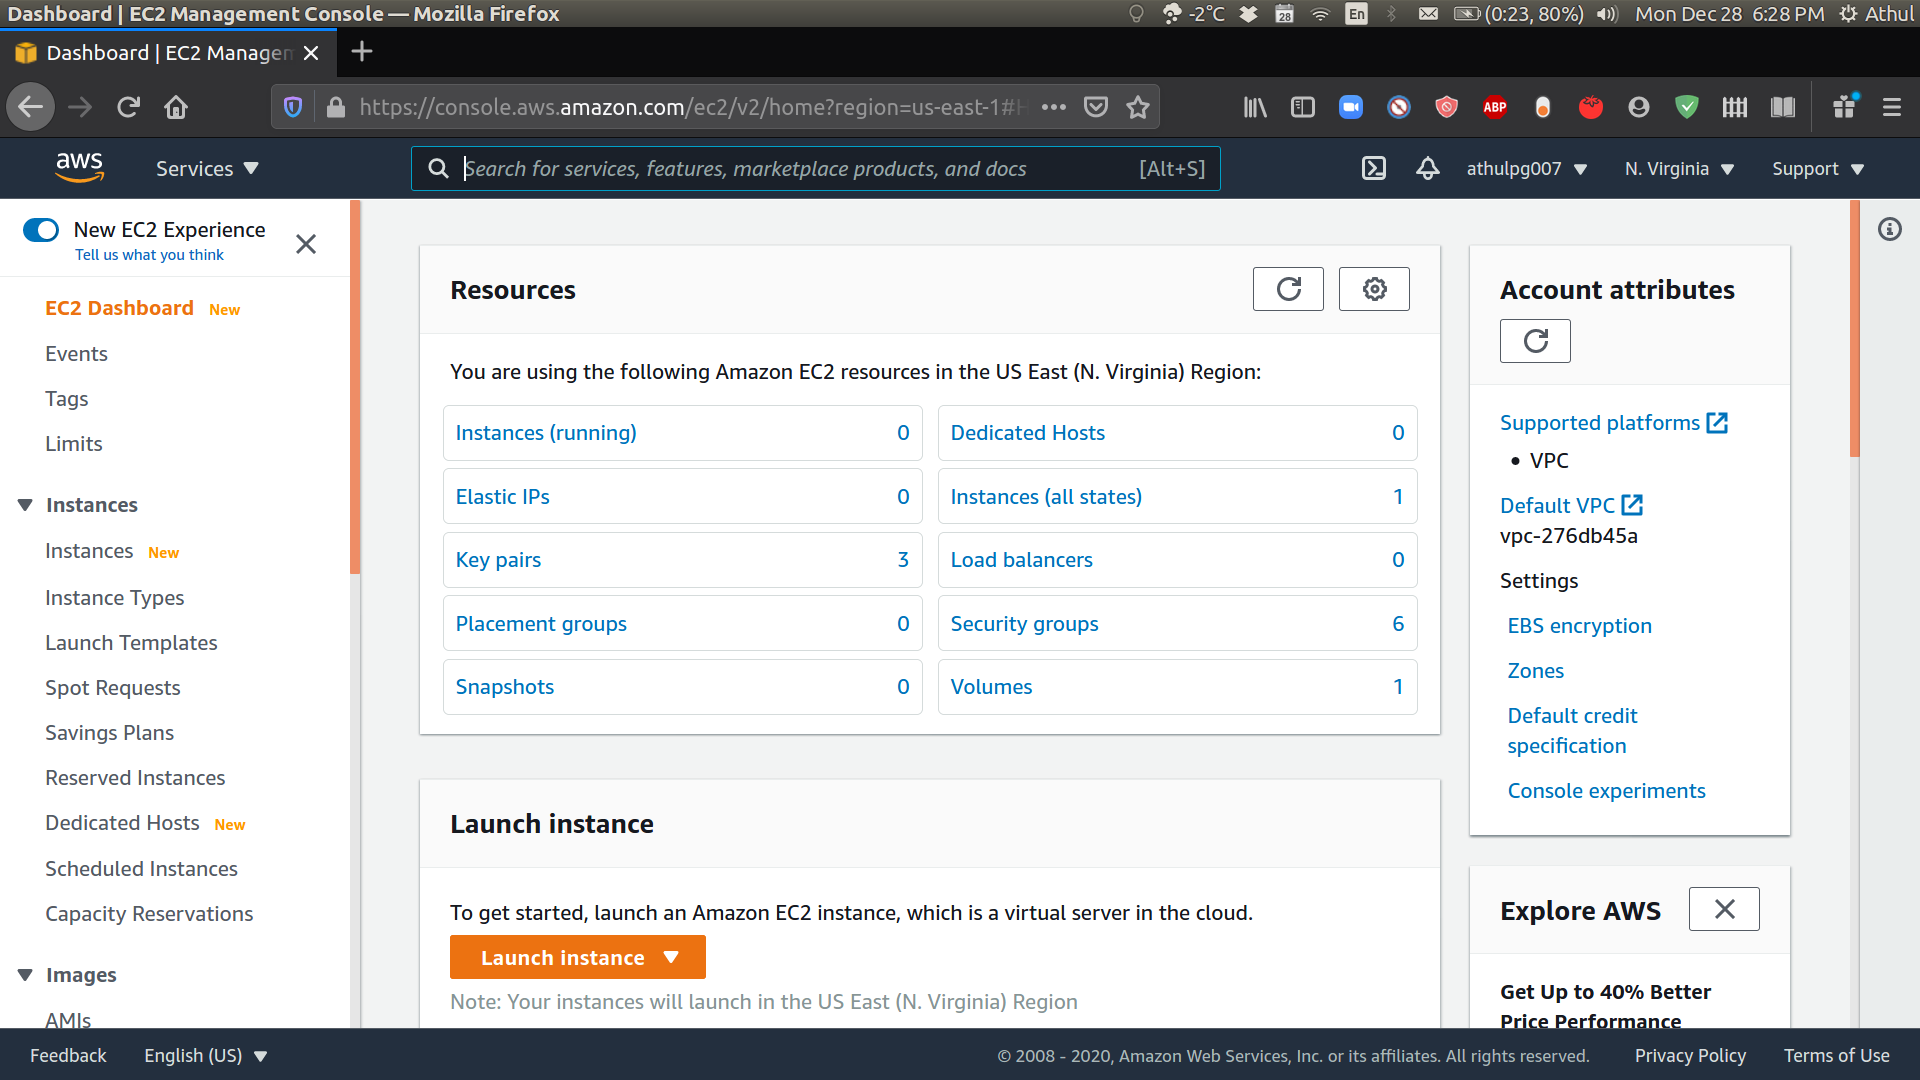 Dashboard | EC2 Management Console — Mozilla Firefox
-2°C
28
En
(0:23, 80%)
Mon Dec 28 6:28 PM
Athul
Dashboard | EC2 Managem
https://console.aws.amazon.com/ec2/v2/home?region=us-east-1#H
ABP
aws
Services
Search for services, features, marketplace products, and docs
[Alt+S]
athulpg007
N. Virginia
Support
New EC2 Experience
Tell us what you think
EC2 Dashboard New
Events
Tags
Limits
Instances
Instances New
Instance Types
Launch Templates
Spot Requests
Savings Plans
Reserved Instances
Dedicated Hosts New
Scheduled Instances
Capacity Reservations
Images
AMIs
Resources
You are using the following Amazon EC2 resources in the US East (N. Virginia) Region:
Instances (running) 0
Dedicated Hosts 0
Elastic IPs 0
Instances (all states) 1
Key pairs 3
Load balancers 0
Placement groups 0
Security groups 6
Snapshots 0
Volumes 1
Launch instance
To get started, launch an Amazon EC2 instance, which is a virtual server in the cloud.
Launch instance
Note: Your instances will launch in the US East (N. Virginia) Region
Account attributes
Supported platforms
• VPC
Default VPC
vpc-276db45a
Settings
EBS encryption
Zones
Default credit
specification
Console experiments
Explore AWS
Get Up to 40% Better
Price Performance
Feedback
English (US)
© 2008 - 2020, Amazon Web Services, Inc. or its affiliates. All rights reserved.
Privacy Policy
Terms of Use